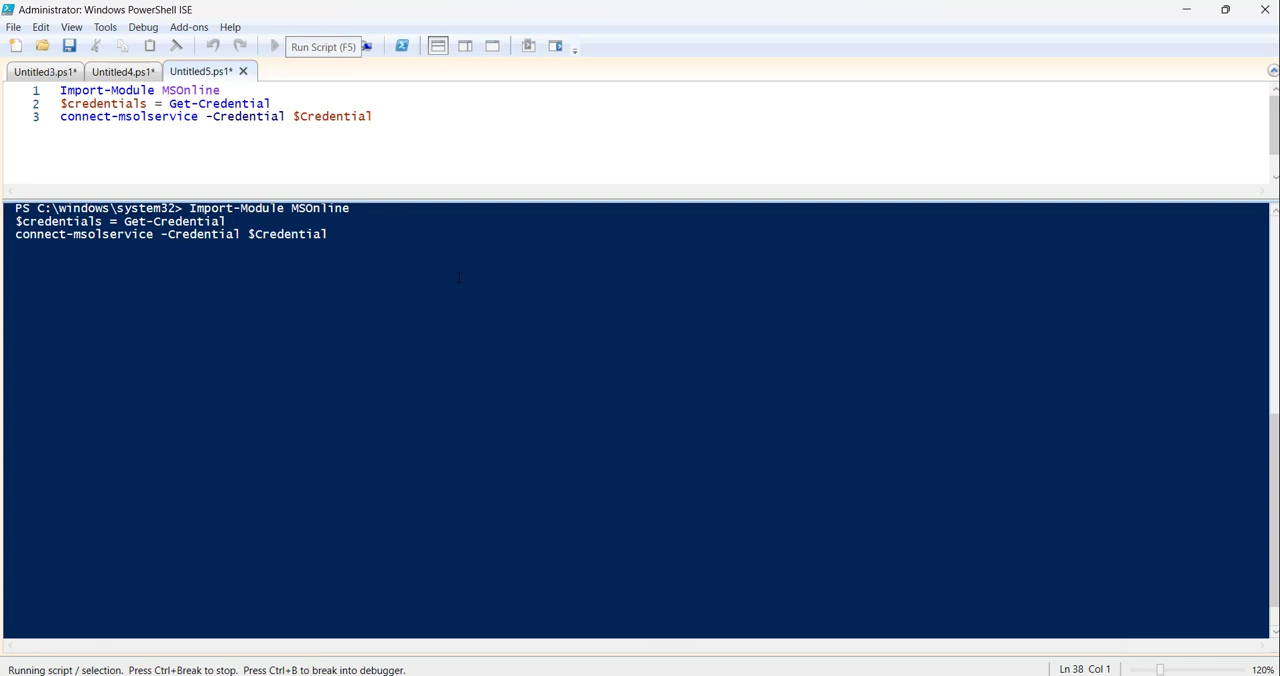 Administrator: Windows PowerShell ISE
File Edit View Tools Debug Add-ons Help
Run Script (F5)
Untitled3.ps1* Untitled4.ps1* Untitled5.ps1* X
1 Import-Module MSOnline
2 $credentials = Get-Credential
3 connect-msolservice -Credential $Credential
PS C:\windows\system32> Import-Module MSOnline
$credentials = Get-Credential
connect-msolservice -Credential $Credential
Running script / selection. Press Ctrl+Break to stop. Press Ctrl+B to break into debugger. Ln 38 Col 1 120%